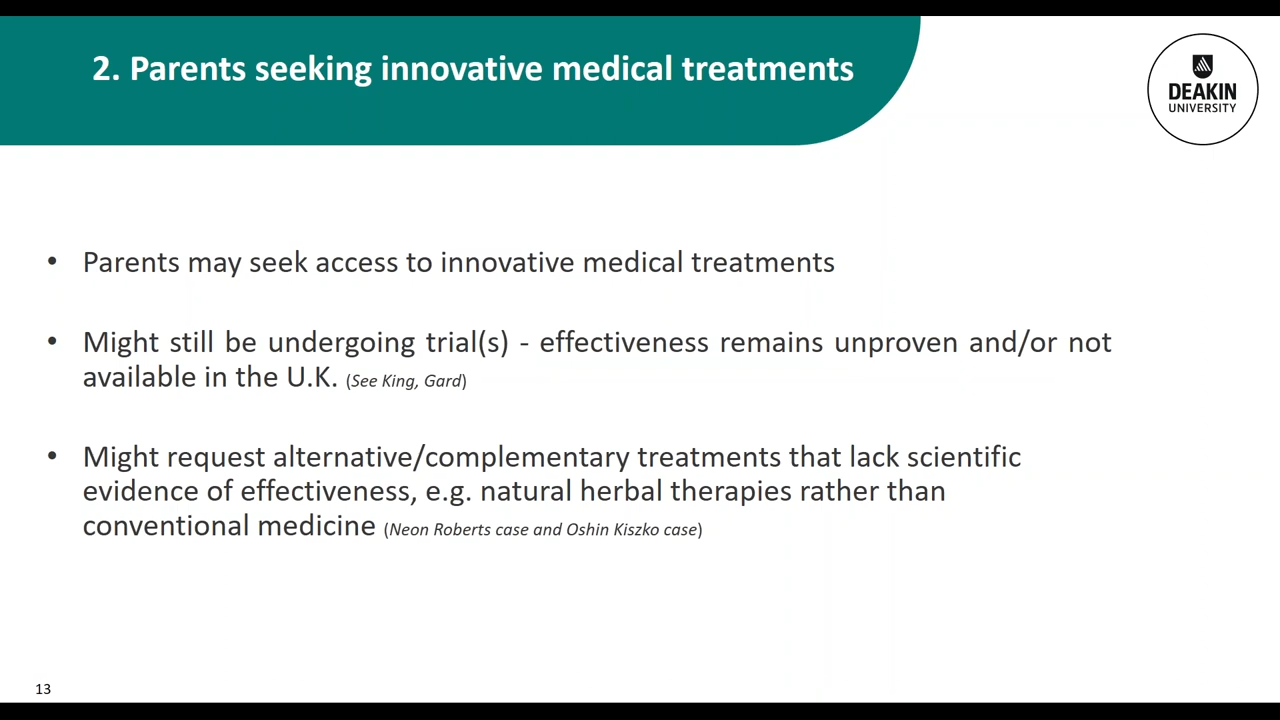 2. Parents seeking innovative medical treatments
DEAKIN
UNIVERSITY
• Parents may seek access to innovative medical treatments
• Might still be undergoing trial(s) - effectiveness remains unproven and/or not
available in the U.K. (See King, Gard)
• Might request alternative/complementary treatments that lack scientific
evidence of effectiveness, e.g. natural herbal therapies rather than
conventional medicine (Neon Roberts case and Oshin Kiszko case)
13